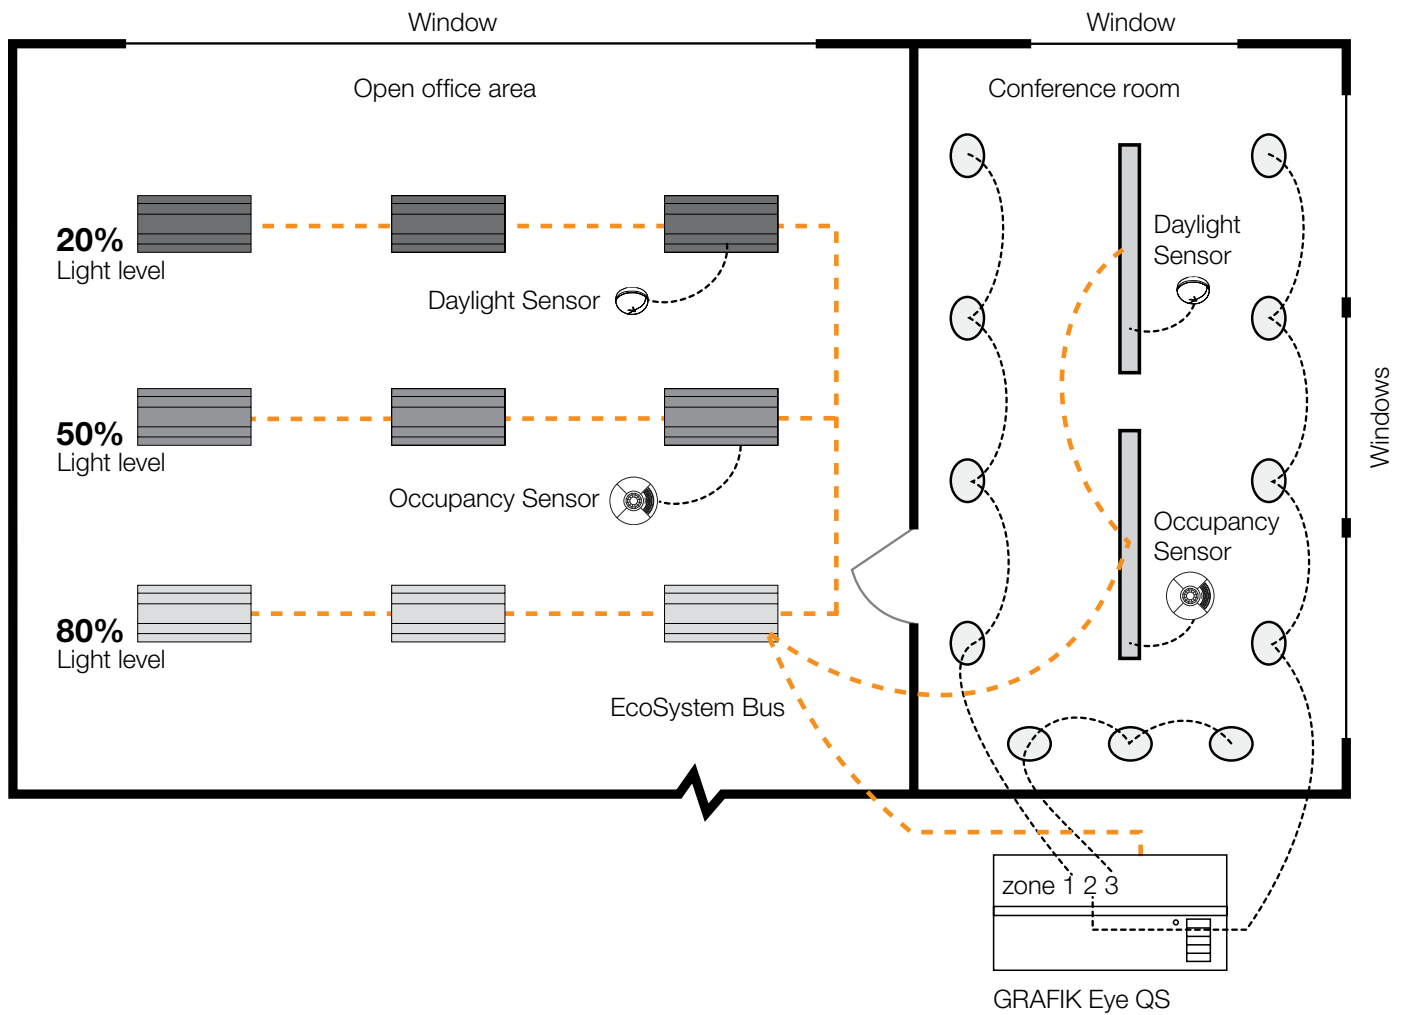 Window
Window
Open office area
Conference room
20%
Light level
Daylight Sensor
Daylight
Sensor
50%
Light level
Windows
Occupancy Sensor
Occupancy
Sensor
80%
Light level
EcoSystem Bus
zone 1 2 3
GRAFIK Eye QS